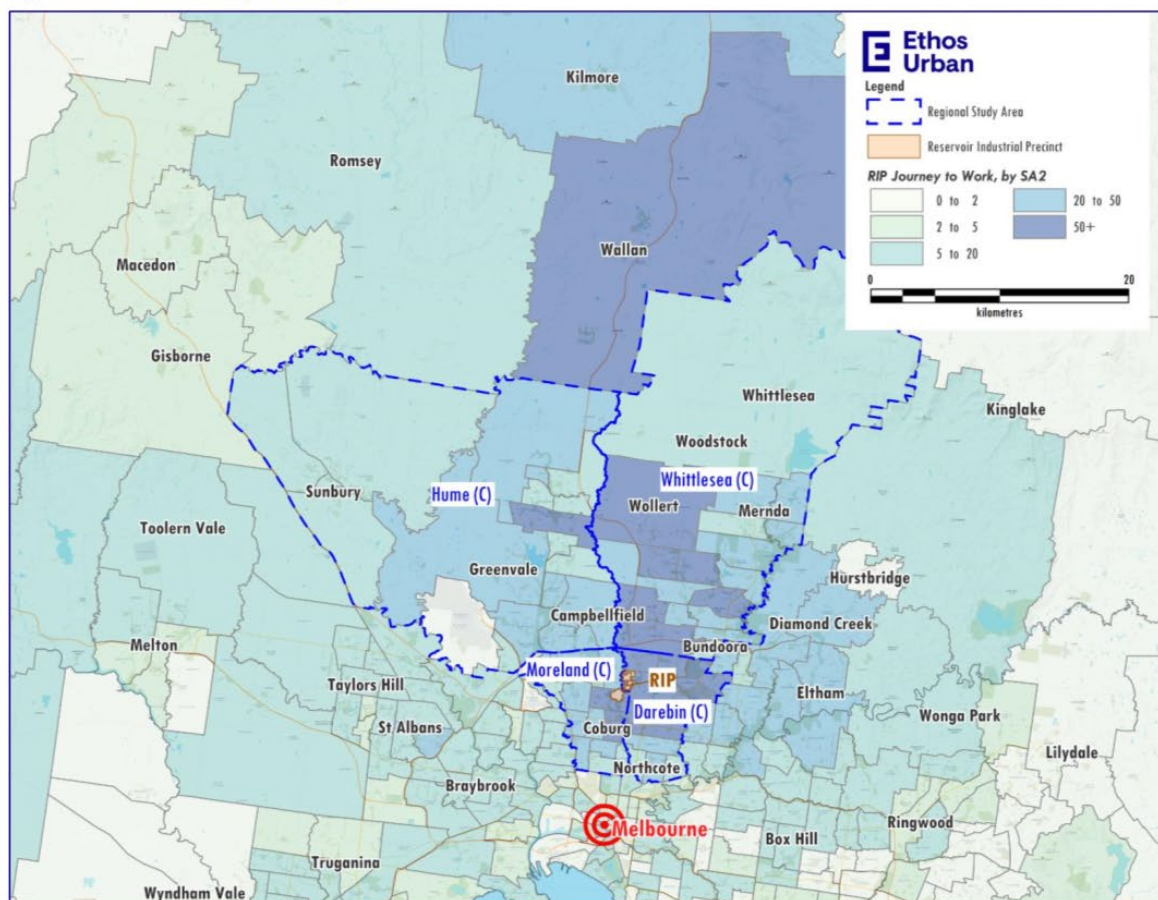 Ethos
Urban
Legend
Regional Study Area
Reservoir Industrial Precinct
RIP Journey to Work, by SA2
0 to 2
20 to 50
2 to 5
50+
5 to 20
0
20
kilometres
Kilmore
Romsey
Wallan
Macedon
Gisborne
Whittlesea
Kinglake
Woodstock
Whittlesea (C)
Hume (C)
Sunbury
Wollert
Mernda
Toolern Vale
Greenvale
Hurstbridge
Campbellfield
Diamond Creek
Melton
Bundoora
Moreland (C)
RIP
Taylors Hill
Eltham
Darebin (C)
St Albans
Coburg
Wonga Park
Lilydale
Northcote
Braybrook
Melbourne
Ringwood
Box Hill
Truganina
Wyndham Vale